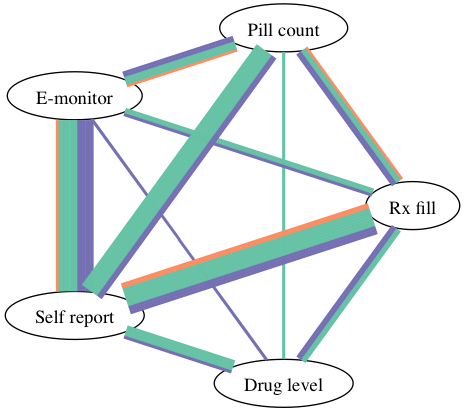 Pill count
E-monitor
Rx fill
Self report
Drug level